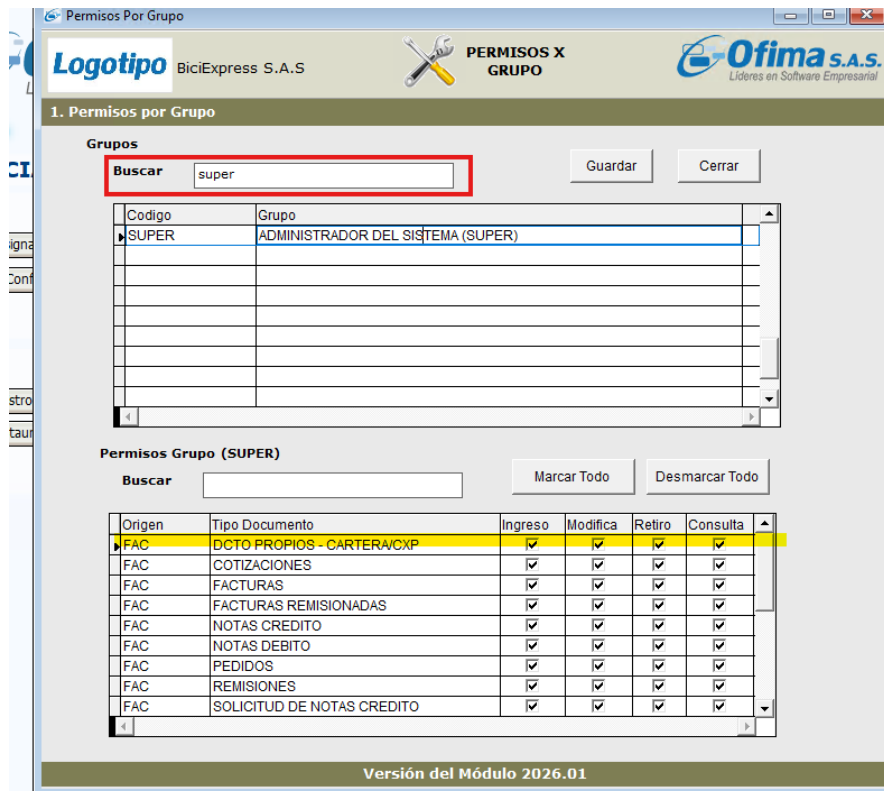 Permisos Por Grupo
Logotipo BiciExpress S.A.S
PERMISOS X
GRUPO
Ofima S.A.S.
Líderes en Software Empresarial
1. Permisos por Grupo
Grupos
Buscar super
Guardar Cerrar
Codigo Grupo
SUPER ADMINISTRADOR DEL SISTEMA (SUPER)
Permisos Grupo (SUPER)
Buscar
Marcar Todo Desmarcar Todo
Origen Tipo Documento Ingreso Modifica Retiro Consulta
FAC DCTO PROPIOS - CARTERA/CXP
FAC COTIZACIONES
FAC FACTURAS
FAC FACTURAS REMISIONADAS
FAC NOTAS CREDITO
FAC NOTAS DEBITO
FAC PEDIDOS
FAC REMISIONES
FAC SOLICITUD DE NOTAS CREDITO
Versión del Módulo 2026.01